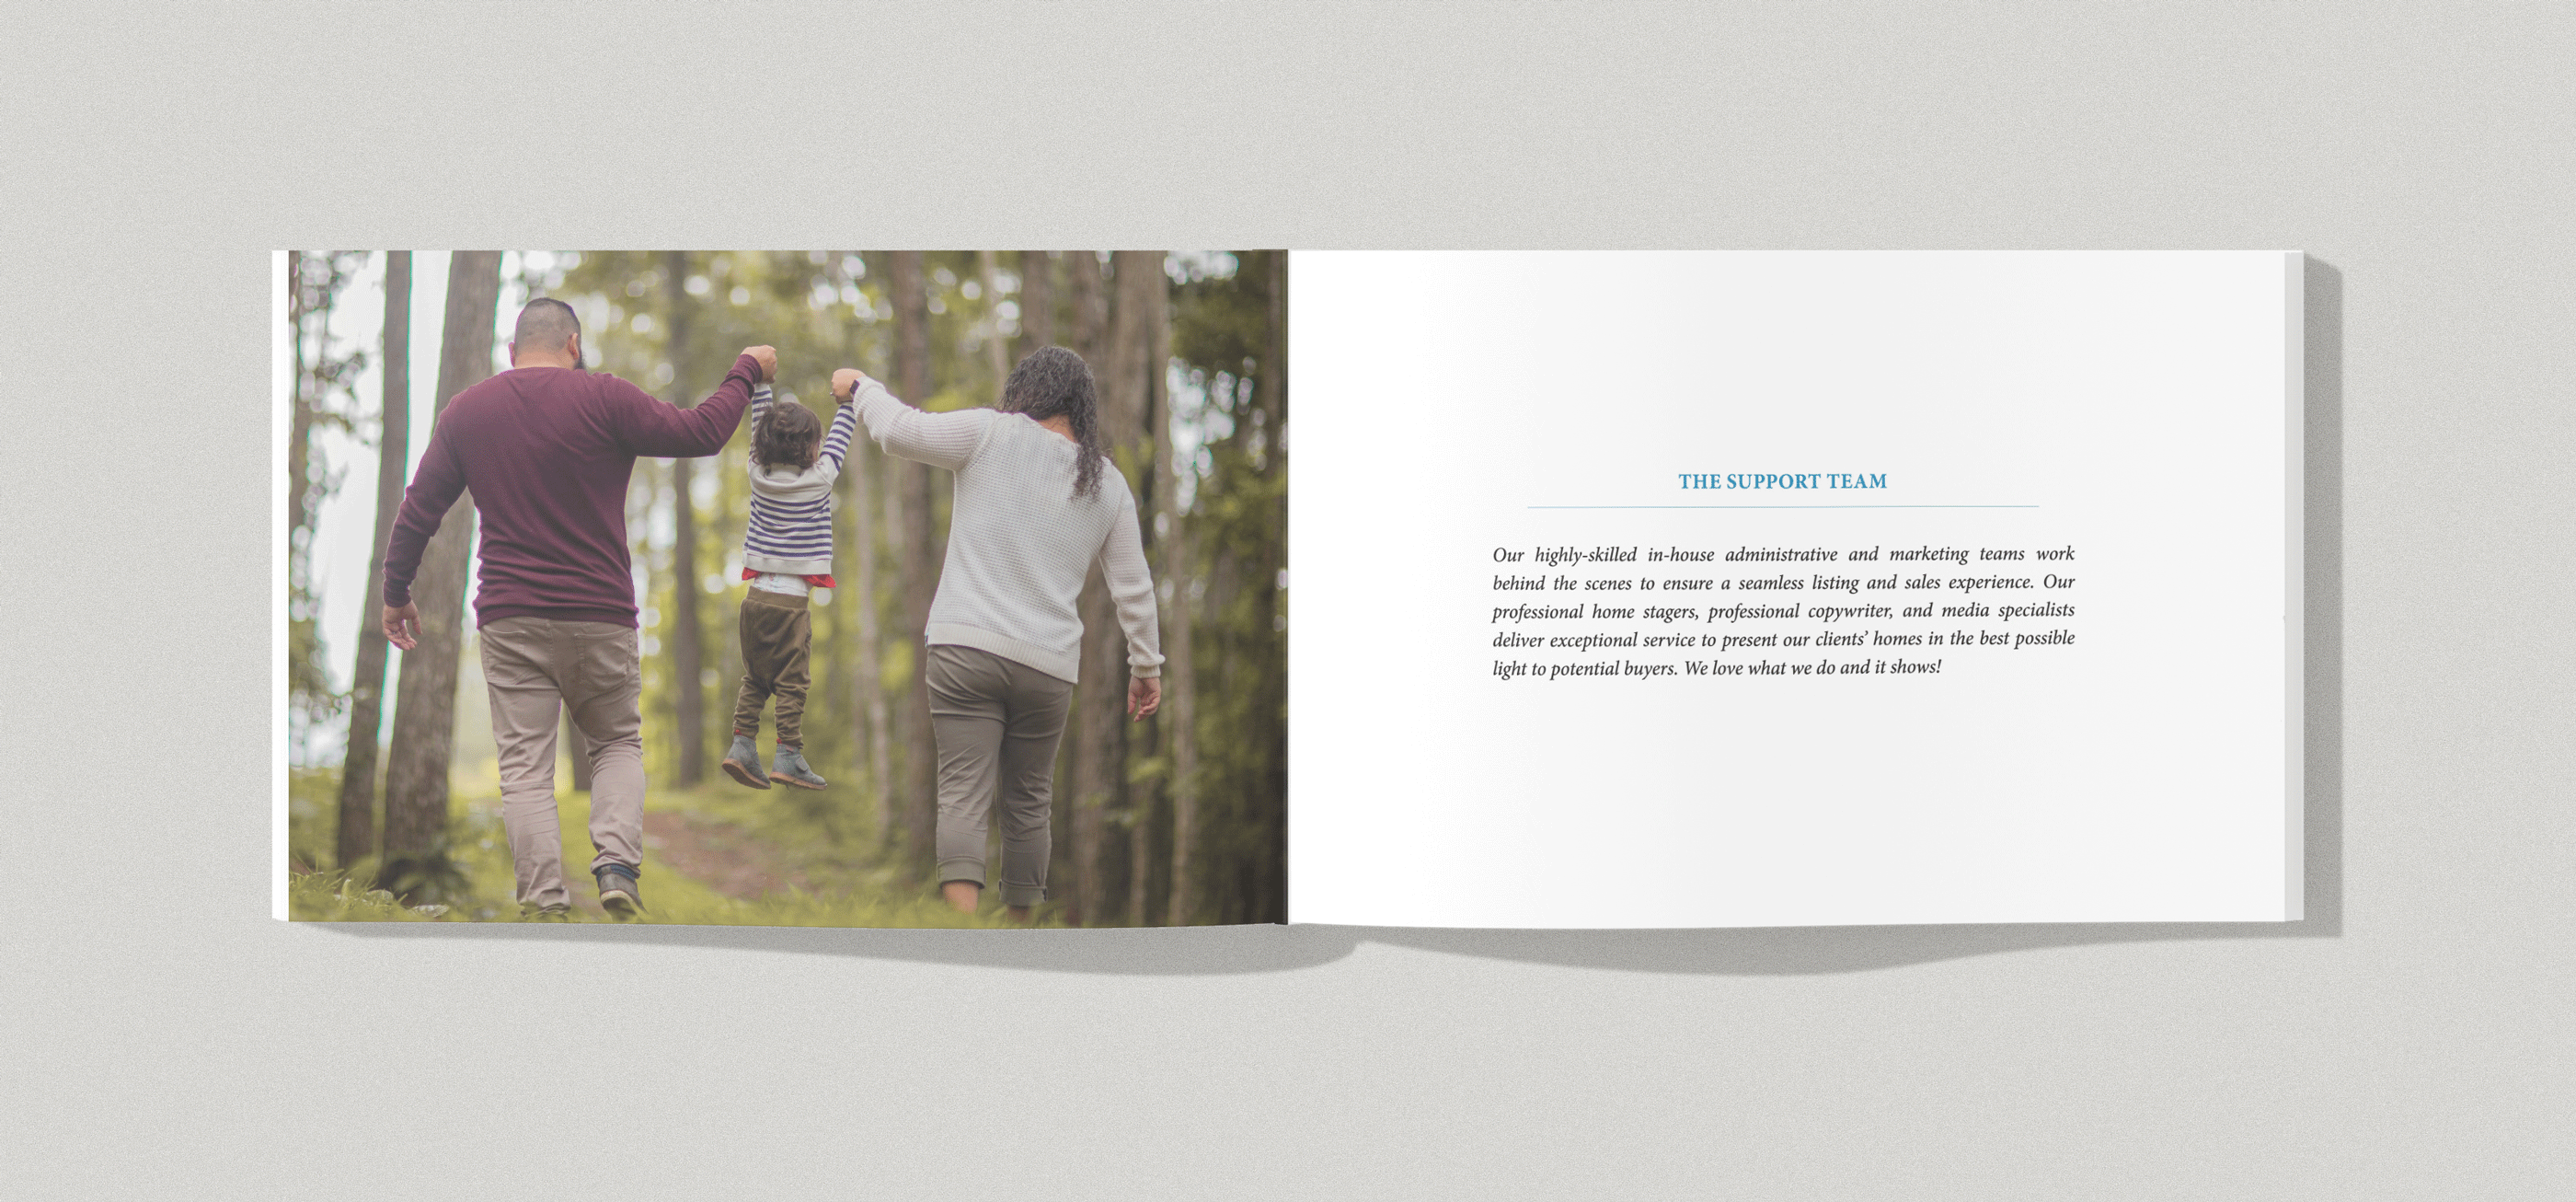 THE SUPPORT TEAM
Our highly-skilled in-house administrative and marketing teams work
behind the scenes to ensure a seamless listing and sales experience. Our
professional home stagers, professional copywriter, and media specialists
deliver exceptional service to present our clients’ homes in the best possible
light to potential buyers. We love what we do and it shows!